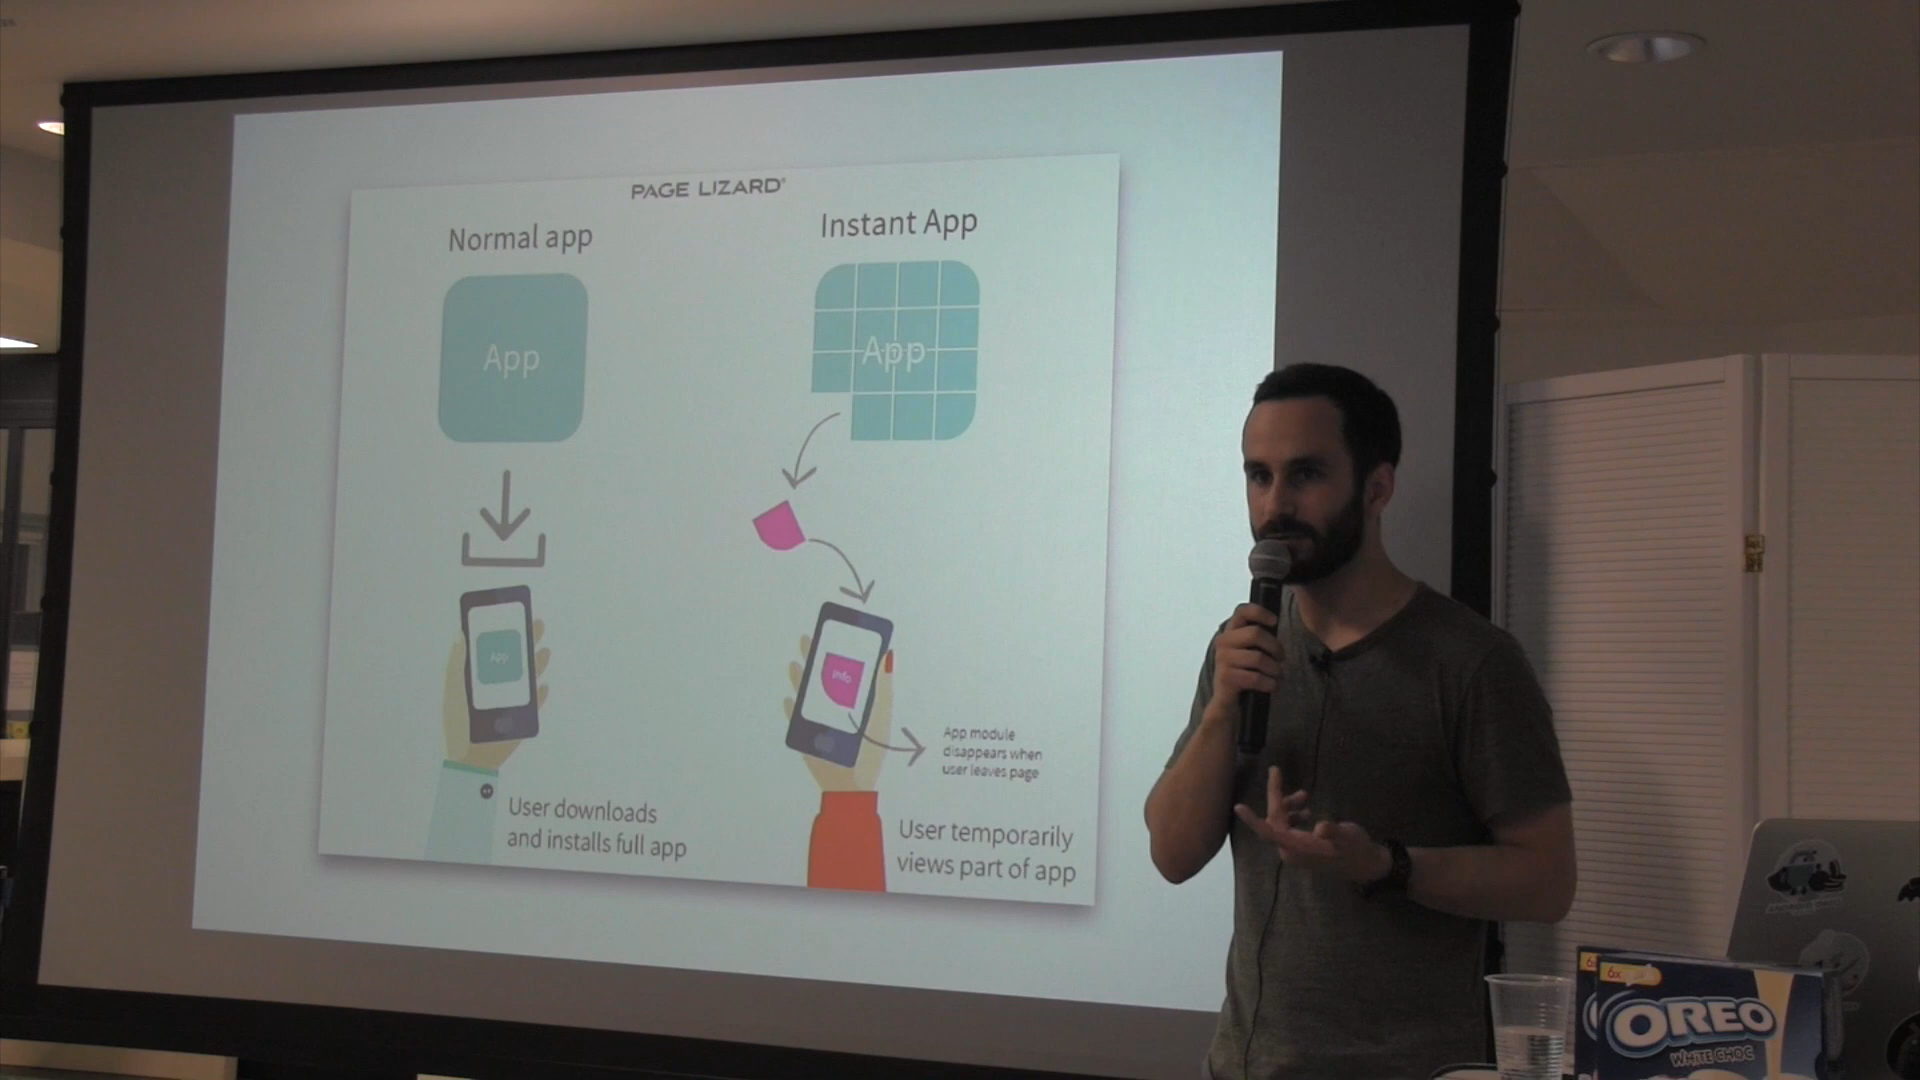 PAGE LIZARD®
Normal app
Instant App
App
App
App
info
App module
disappears when
user leaves page
User downloads
and installs full app
User temporarily
views part of app
6x
OREO
WHITE CHOC